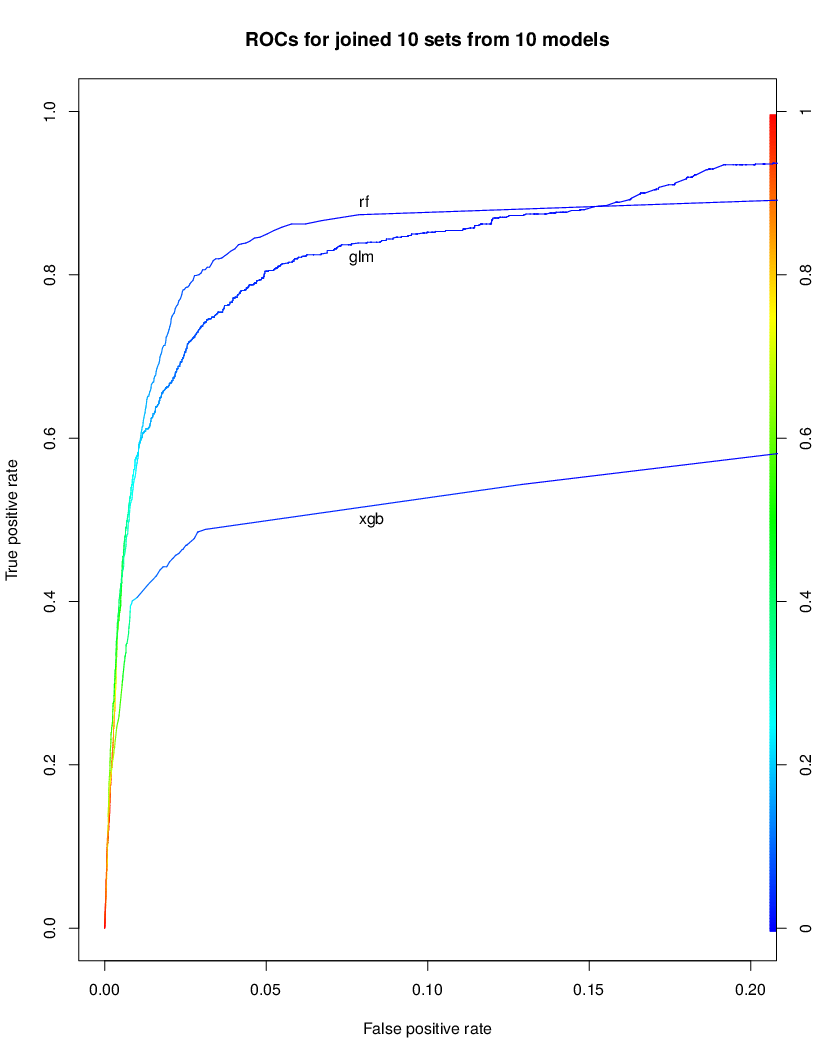 ROCs for joined 10 sets from 10 models
True positive rate
1.0
0.8
0.6
0.4
0.2
0.0
rf
glm
xgb
1
0.8
0.6
0.4
0.2
0
0.00
0.05
0.10
0.15
0.20
False positive rate